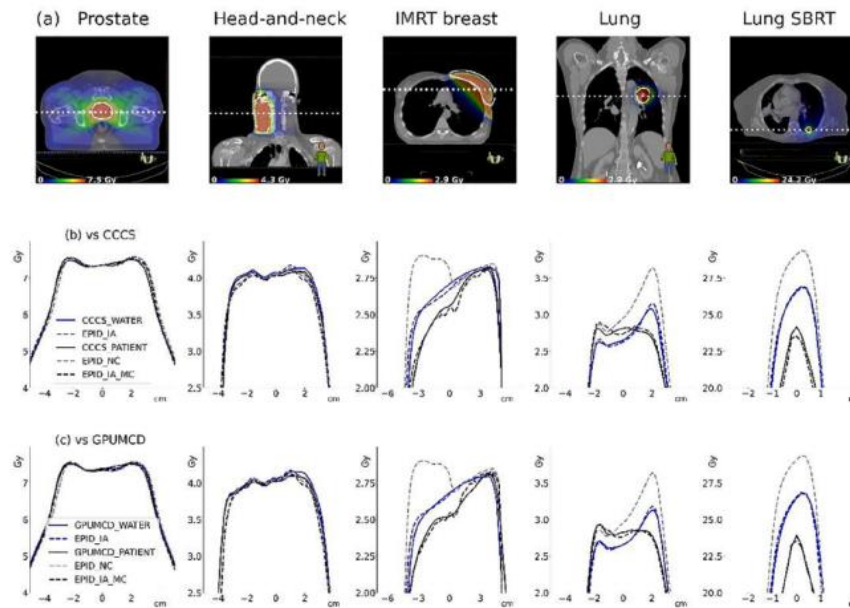 (a) Prostate Head-and-neck IMRT breast Lung Lung SBRT
0 7.5 Gy 0 4.3 Gy 0 2.9 Gy 0 2.9 Gy 0 24.2 Gy
(b) vs CCCS
Gy Gy Gy Gy Gy
7 6 5 4
CCCS_WATER
EPID_IA
CCCS_PATIENT
EPID_NC
EPID_IA_MC
4.0 3.5 3.0 2.5
2.75 2.50 2.25 2.00
3.5 3.0 2.5 2.0
27.5 25.0 22.5 20.0
−4 −2 0 2 4 cm
−4 −2 0 2 cm
−6 −3 0 3 cm
−4 −2 0 2 cm
−2 −1 0 1 cm
(c) vs GPUMCD
Gy Gy Gy Gy Gy
7 6 5 4
GPUMCD_WATER
EPID_IA
GPUMCD_PATIENT
EPID_NC
EPID_IA_MC
4.0 3.5 3.0 2.5
2.75 2.50 2.25 2.00
3.5 3.0 2.5 2.0
27.5 25.0 22.5 20.0
−4 −2 0 2 4 cm
−4 −2 0 2 cm
−6 −3 0 3 cm
−4 −2 0 2 cm
−2 −1 0 1 cm